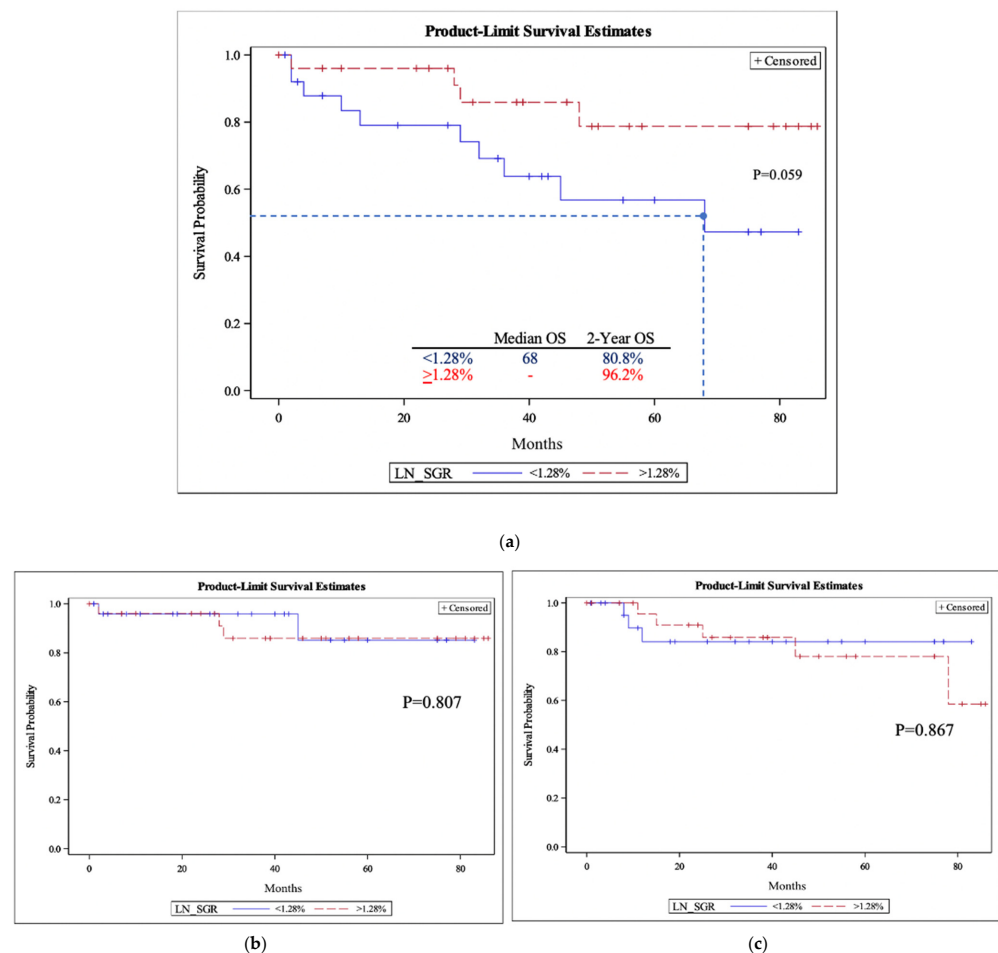 Product-Limit Survival Estimates
+ Censored
1.0
0.8
0.6
0.4
0.2
0.0
Survival Probability
P=0.059
Median OS 2-Year OS
<1.28% 68 80.8%
≥1.28% - 96.2%
0 20 40 60 80
Months
LN_SGR <1.28% >1.28%
(a)
Product-Limit Survival Estimates
+ Censored
1.0
0.8
0.6
0.4
0.2
0.0
Survival Probability
P=0.807
0 20 40 60 80
Months
LN_SGR <1.28% >1.28%
(b)
Product-Limit Survival Estimates
+ Censored
1.0
0.8
0.6
0.4
0.2
0.0
Survival Probability
P=0.867
0 20 40 60 80
Months
LN_SGR <1.28% >1.28%
(c)